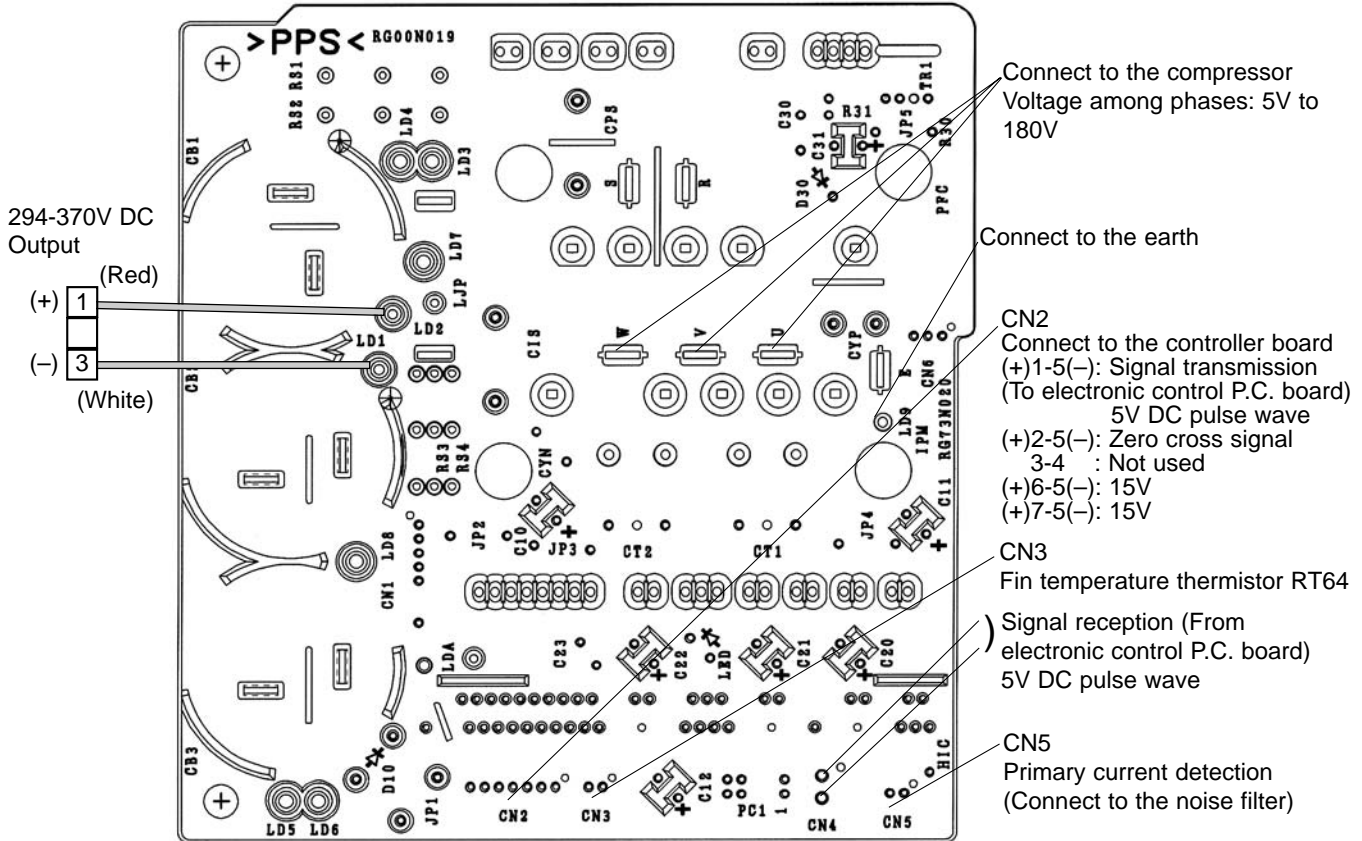 >PPS< RG00N019
RS1
RS2
LD4
LD3
CB1
CPS
S
R
C30
C31
R31
D30
JP5
TR1
R30
PFC
Connect to the compressor
Voltage among phases: 5V to
180V
294-370V DC
Output
(Red)
(+) 1
(–) 3
(White)
LD7
LJP
LD2
LD1
CB2
CIS
W
V
U
CYP
E
CN6
LD9
IPM
RG73N020
Connect to the earth
CN2
Connect to the controller board
(+)1-5(–): Signal transmission
(To electronic control P.C. board)
5V DC pulse wave
(+)2-5(–): Zero cross signal
3-4 : Not used
(+)6-5(–): 15V
(+)7-5(–): 15V
RS3
RS4
CYN
C11
JP2
C10
JP3
CT2
CT1
JP4
LD8
CN1
CN3
Fin temperature thermistor RT64
LDA
C23
C22
LED
C21
C20
) Signal reception (From
electronic control P.C. board)
5V DC pulse wave
CB3
D10
JP1
LD5 LD6
CN2
CN3
C12
PC1
1
CN4
CN5
HIC
CN5
Primary current detection
(Connect to the noise filter)